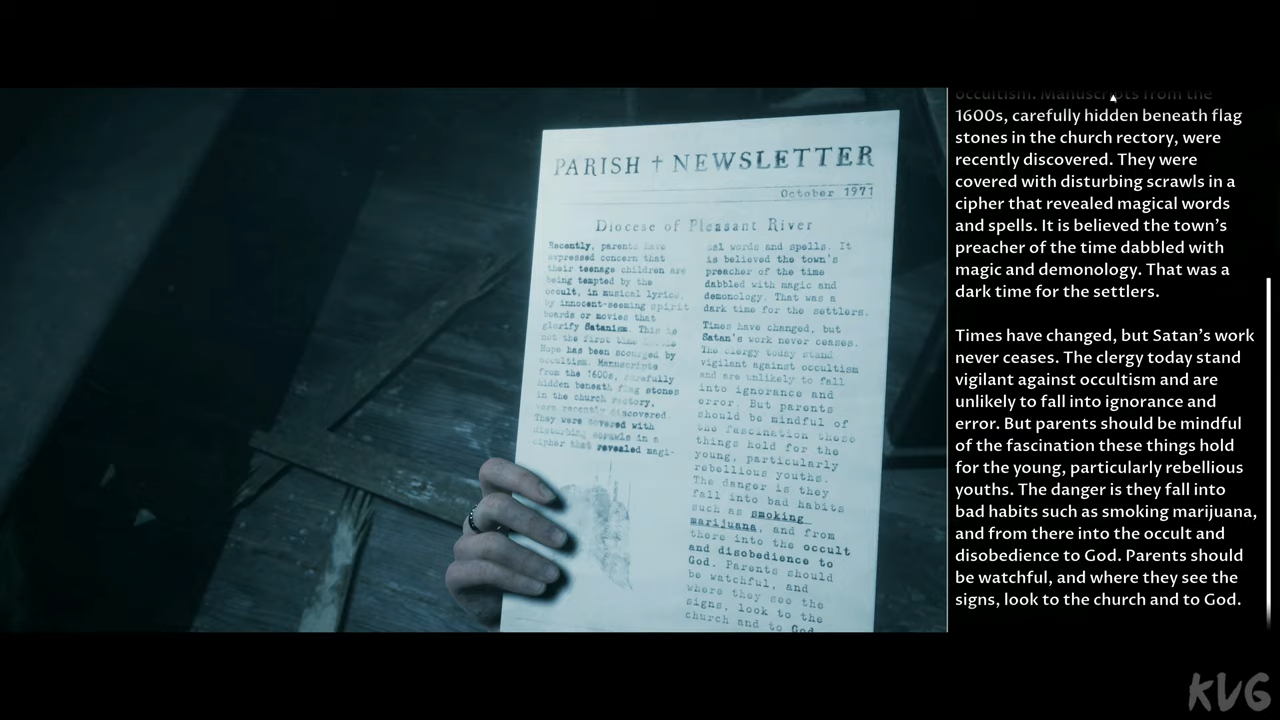 PARISH † NEWSLETTER
October 1971
Diocese of Pleasant River
Recently, parents have
expressed concern that
their teenage children are
being tempted by the
occult, in musical lyrics,
by innocent-seeming spirit
boards or movies that
glorify Satanism. This is
not the first time
Hope has been scourged by
occultism. Manuscripts
from the 1600s, carefully
hidden beneath flag stones
in the church rectory,
were recently discovered.
They were covered with
disturbing scrawls in a
cipher that revealed magi-
cal words and spells. It
is believed the town's
preacher of the time
dabbled with magic and
demonology. That was a
dark time for the settlers.
Times have changed, but
Satan's work never ceases.
The clergy today stand
vigilant against occultism
and are unlikely to fall
into ignorance and
error. But parents
should be mindful of
the fascination these
things hold for the
young, particularly
rebellious youths.
The danger is they
fall into bad habits
such as smoking
marijuana, and from
there into the occult
and disobedience to
God. Parents should
be watchful, and
where they see the
signs, look to the
church and to God.
occultism. Manuscripts from the
1600s, carefully hidden beneath flag
stones in the church rectory, were
recently discovered. They were
covered with disturbing scrawls in a
cipher that revealed magical words
and spells. It is believed the town's
preacher of the time dabbled with
magic and demonology. That was a
dark time for the settlers.
Times have changed, but Satan's work
never ceases. The clergy today stand
vigilant against occultism and are
unlikely to fall into ignorance and
error. But parents should be mindful
of the fascination these things hold
for the young, particularly rebellious
youths. The danger is they fall into
bad habits such as smoking marijuana,
and from there into the occult and
disobedience to God. Parents should
be watchful, and where they see the
signs, look to the church and to God.
KVG